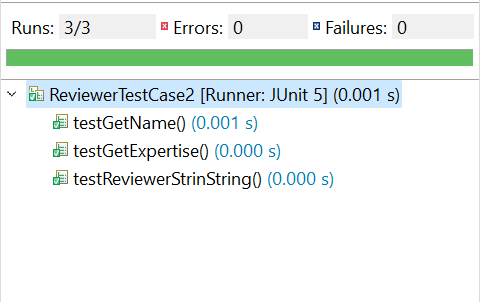 Runs: 3/3 Errors: 0 Failures: 0
ReviewerTestCase2 [Runner: JUnit 5] (0.001 s)
testGetName() (0.001 s)
testGetExpertise() (0.000 s)
testReviewerStrinString() (0.000 s)